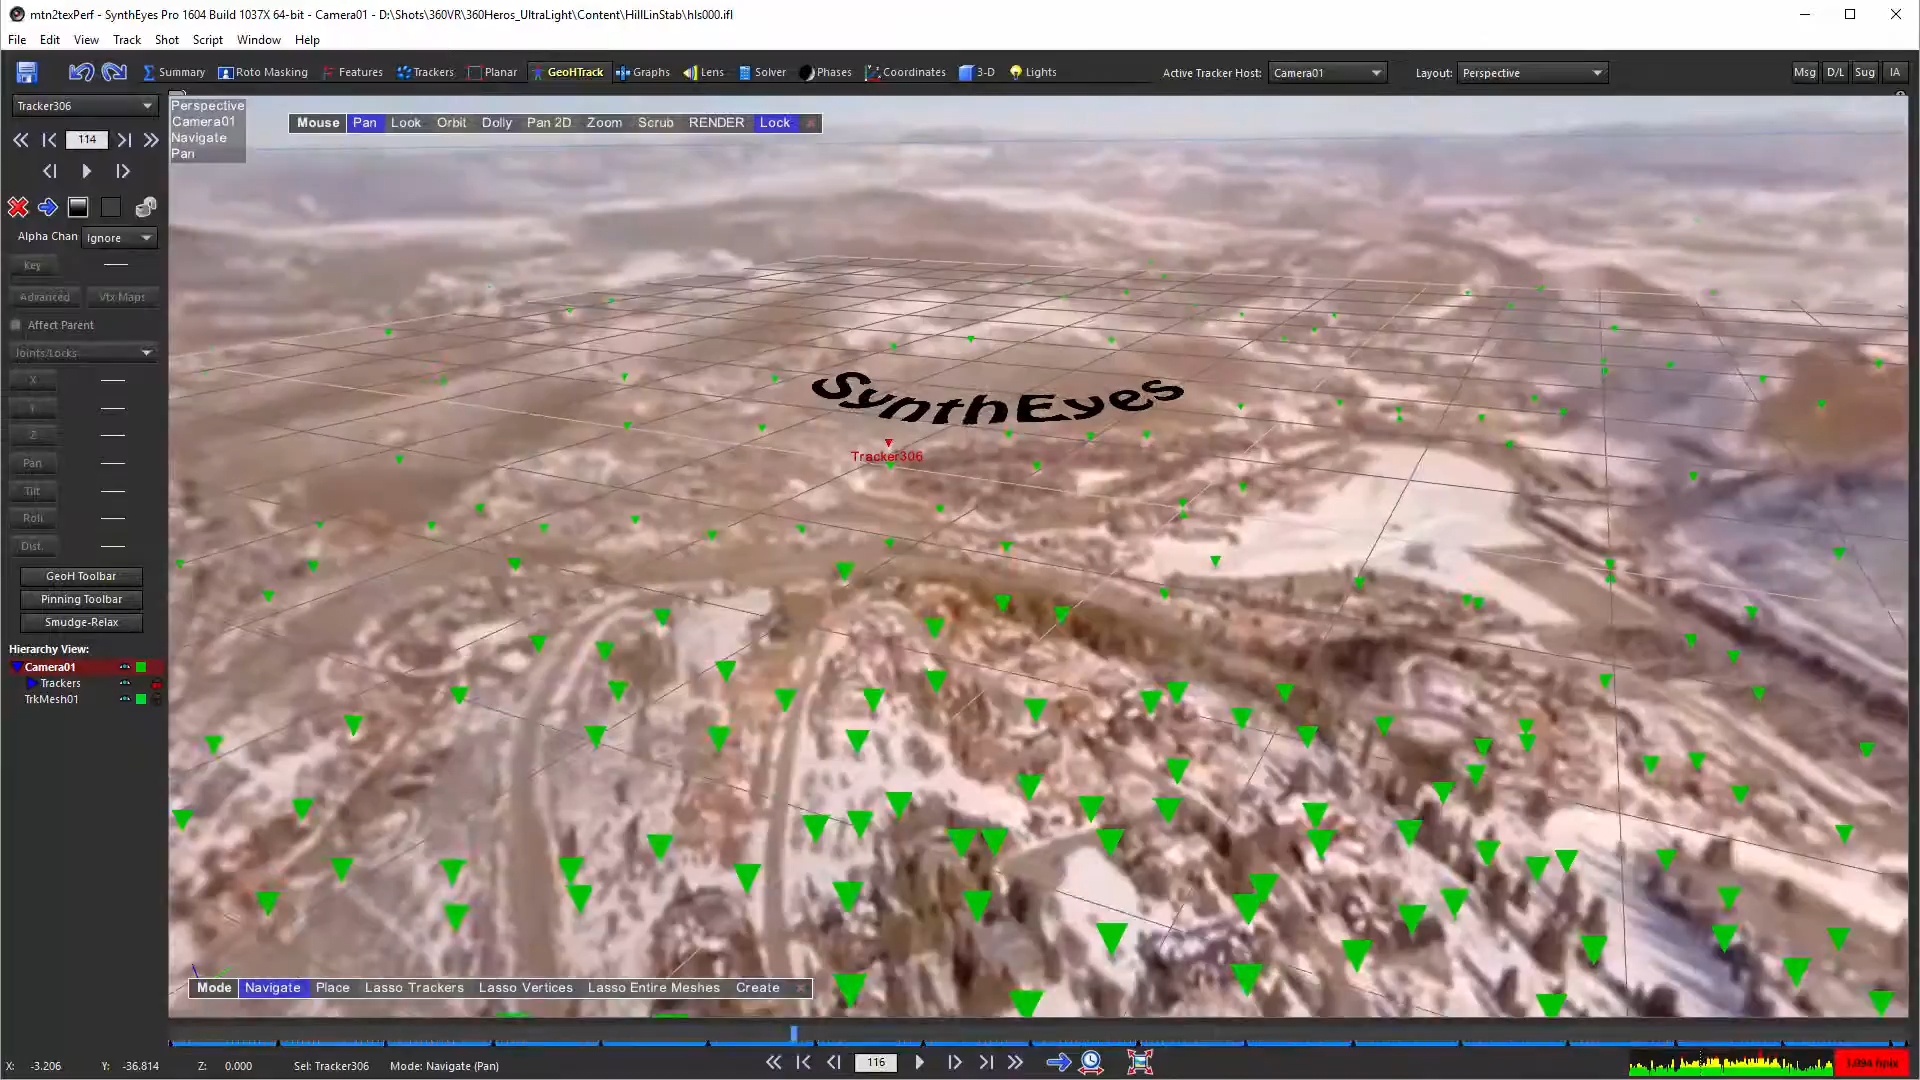 mtn2texPerf - SynthEyes Pro 1604 Build 1037X 64-bit - Camera01 - D:\Shots\360VR\360Heros_UltraLight\Content\HillLinStab\hls000.ifl
File Edit View Track Shot Script Window Help
Summary Roto Masking Features Trackers Planar GeoHTrack Graphs Lens Solver Phases Coordinates 3-D Lights Active Tracker Host: Camera01 Layout: Perspective Msg D/L Sug IA
Tracker306
114
Alpha Chan Ignore
Key
Advanced Vtx Maps
Affect Parent
Joints/Locks
X
Y
Z
Pan
Tilt
Roll
Dist.
GeoH Toolbar
Pinning Toolbar
Smudge-Relax
Hierarchy View:
Camera01
Trackers
TrkMesh01
Perspective
Camera01
Navigate
Pan
Mouse Pan Look Orbit Dolly Pan 2D Zoom Scrub RENDER Lock
SynthEyes
Tracker306
Mode Navigate Place Lasso Trackers Lasso Vertices Lasso Entire Meshes Create
X: -3.206 Y: -36.814 Z: 0.000 Sel: Tracker306 Mode: Navigate (Pan) 116 1.094 hpix